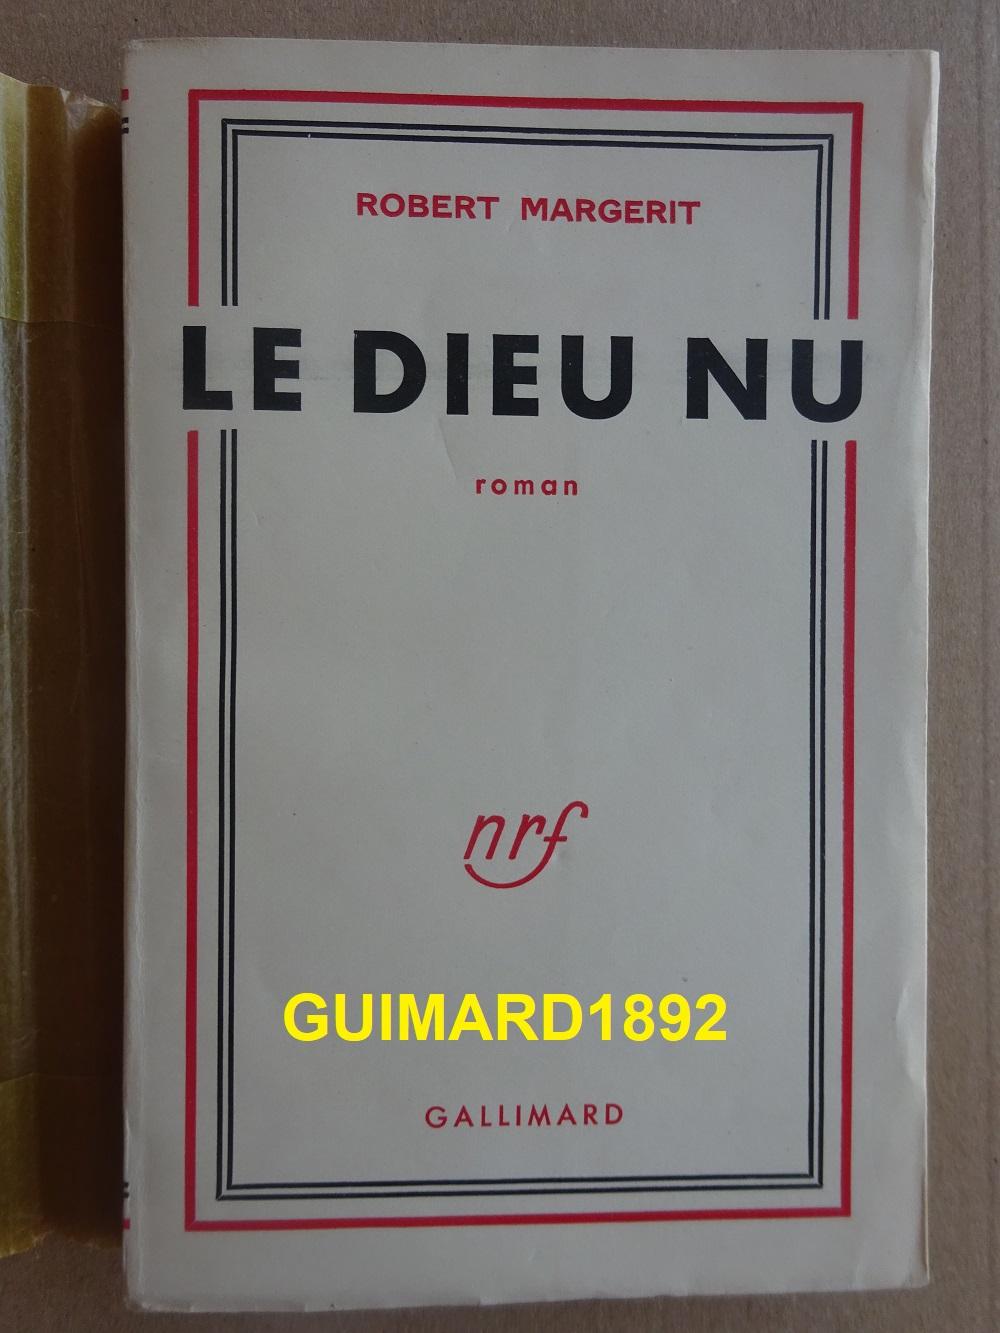 ROBERT MARGERIT
LE DIEU NU
roman
nrf
GUIMARD1892
GALLIMARD